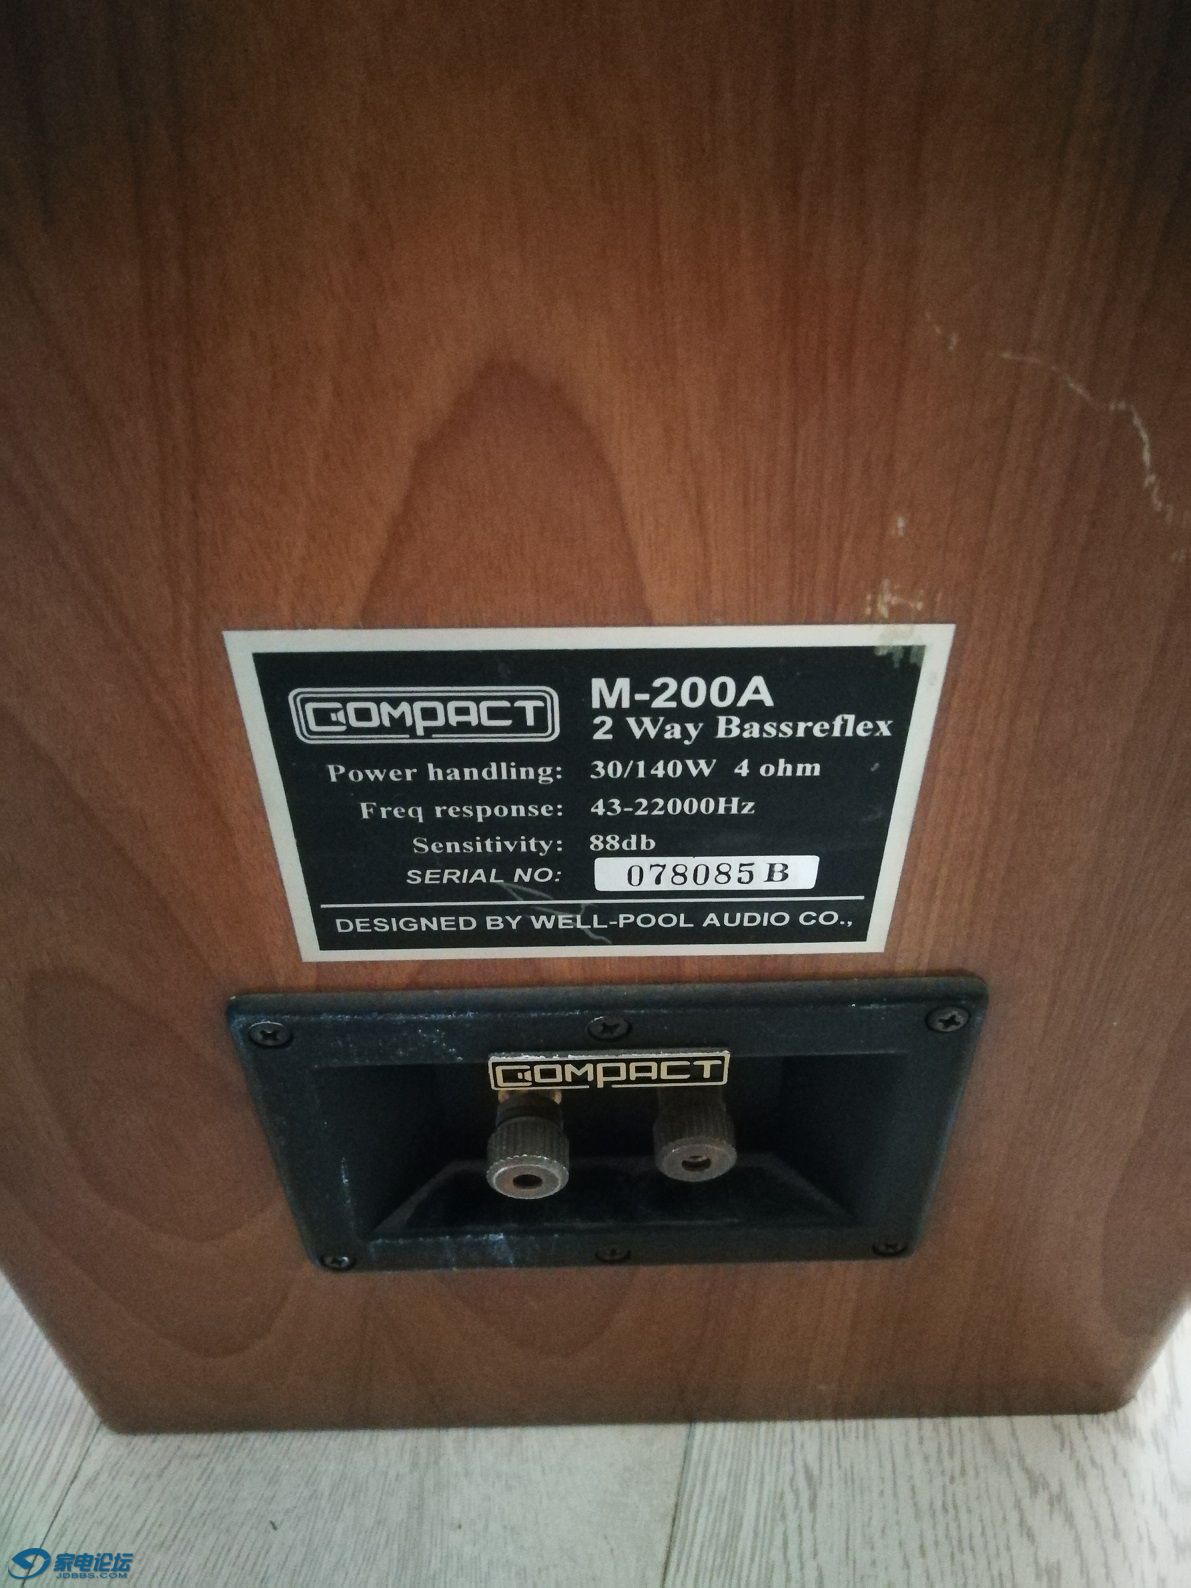 COMPACT
M-200A
2 Way Bassreflex
Power handling: 30/140W 4 ohm
Freq response: 43-22000Hz
Sensitivity: 88db
SERIAL NO: 078085B
DESIGNED BY WELL-POOL AUDIO CO.,
COMPACT
家电论坛
JDBBS.COM